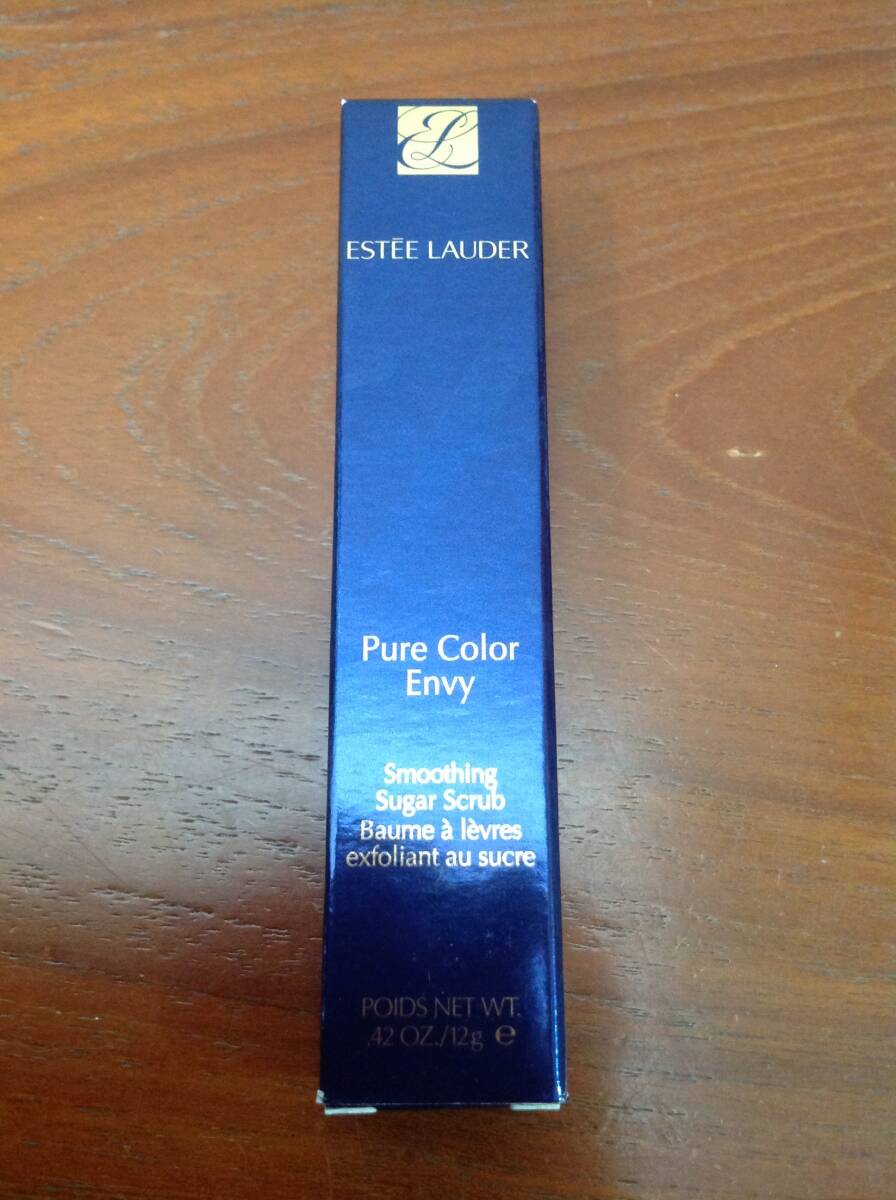 EL
ESTĒE LAUDER
Pure Color
Envy
Smoothing
Sugar Scrub
Baume à lèvres
exfoliant au sucre
POIDS NET WT.
.42 OZ./12g ℮